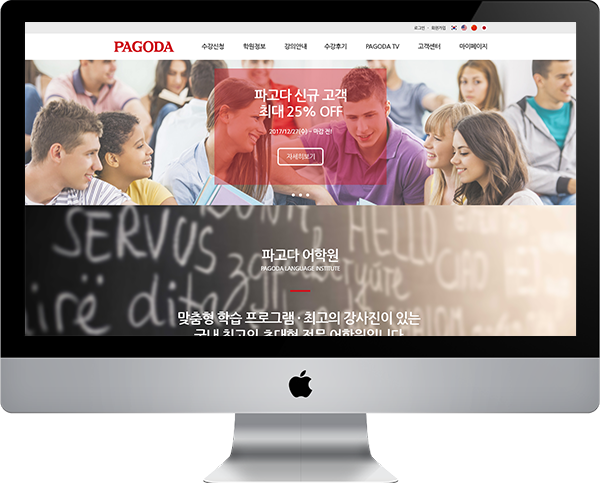 로그인 · 회원가입
PAGODA
수강신청 학원정보 강의안내 수강후기 PAGODA TV 고객센터 마이페이지
파고다 신규 고객
최대 25% OFF
2017/12/27(수) - 마감 전!
자세히보기
SERVUS
HELLO
파고다 어학원
PAGODA LANGUAGE INSTITUTE
맞춤형 학습 프로그램 · 최고의 강사진이 있는
국내 최고의 초대형 전문 어학원입니다